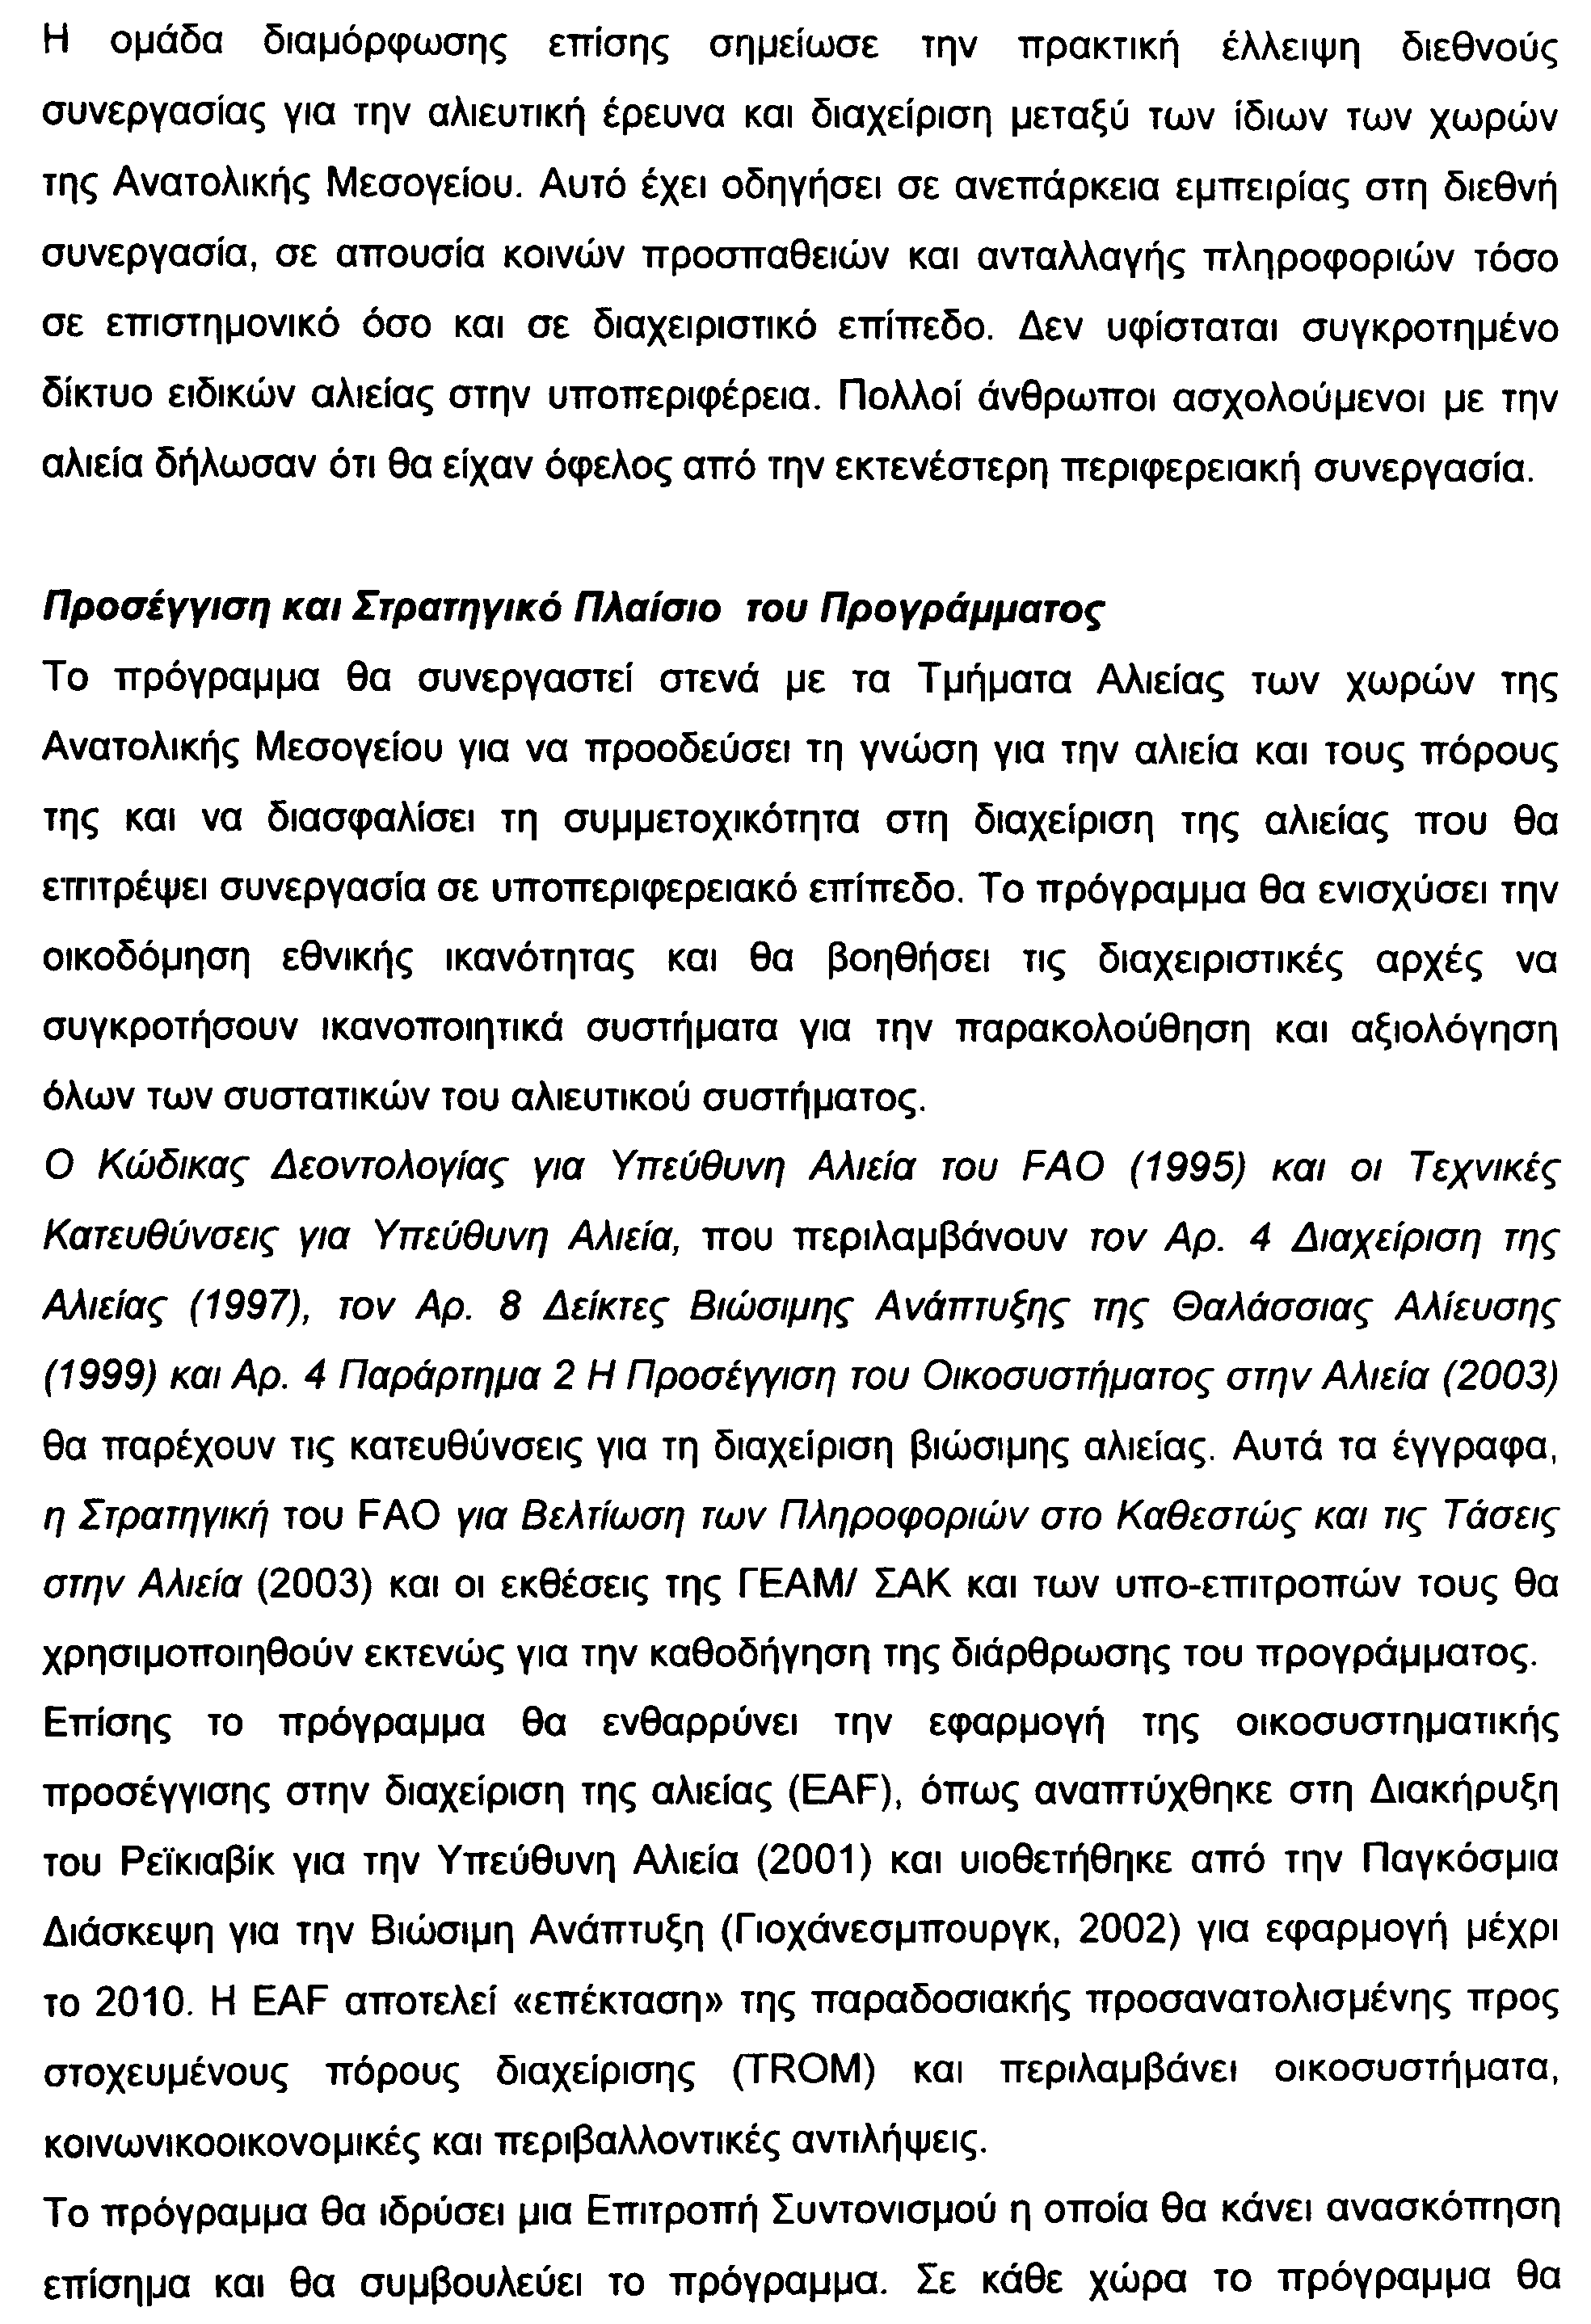 Η ομάδα διαμόρφωσης επίσης σημείωσε την πρακτική έλλειψη διεθνούς
συνεργασίας για την αλιευτική έρευνα και διαχείριση μεταξύ των ίδιων των χωρών
της Ανατολικής Μεσογείου. Αυτό έχει οδηγήσει σε ανεπάρκεια εμπειρίας στη διεθνή
συνεργασία, σε απουσία κοινών προσπαθειών και ανταλλαγής πληροφοριών τόσο
σε επιστημονικό όσο και σε διαχειριστικό επίπεδο. Δεν υφίσταται συγκροτημένο
δίκτυο ειδικών αλιείας στην υποπεριφέρεια. Πολλοί άνθρωποι ασχολούμενοι με την
αλιεία δήλωσαν ότι θα είχαν όφελος από την εκτενέστερη περιφερειακή συνεργασία.
Προσέγγιση και Στρατηγικό Πλαίσιο του Προγράμματος
Το πρόγραμμα θα συνεργαστεί στενά με τα Τμήματα Αλιείας των χωρών της
Ανατολικής Μεσογείου για να προοδεύσει τη γνώση για την αλιεία και τους πόρους
της και να διασφαλίσει τη συμμετοχικότητα στη διαχείριση της αλιείας που θα
επιτρέψει συνεργασία σε υποπεριφερειακό επίπεδο. Το πρόγραμμα θα ενισχύσει την
οικοδόμηση εθνικής ικανότητας και θα βοηθήσει τις διαχειριστικές αρχές να
συγκροτήσουν ικανοποιητικά συστήματα για την παρακολούθηση και αξιολόγηση
όλων των συστατικών του αλιευτικού συστήματος.
Ο Κώδικας Δεοντολογίας για Υπεύθυνη Αλιεία του FAO (1995) και οι Τεχνικές
Κατευθύνσεις για Υπεύθυνη Αλιεία, που περιλαμβάνουν τον Αρ. 4 Διαχείριση της
Αλιείας (1997), τον Αρ. 8 Δείκτες Βιώσιμης Ανάπτυξης της Θαλάσσιας Αλίευσης
(1999) και Αρ. 4 Παράρτημα 2 Η Προσέγγιση του Οικοσυστήματος στην Αλιεία (2003)
θα παρέχουν τις κατευθύνσεις για τη διαχείριση βιώσιμης αλιείας. Αυτά τα έγγραφα,
η Στρατηγική του FAO για Βελτίωση των Πληροφοριών στο Καθεστώς και τις Τάσεις
στην Αλιεία (2003) και οι εκθέσεις της ΓΕΑΜ/ ΣΑΚ και των υπο-επιτροπών τους θα
χρησιμοποιηθούν εκτενώς για την καθοδήγηση της διάρθρωσης του προγράμματος.
Επίσης το πρόγραμμα θα ενθαρρύνει την εφαρμογή της οικοσυστηματικής
προσέγγισης στην διαχείριση της αλιείας (EAF), όπως αναπτύχθηκε στη Διακήρυξη
του Ρεϊκιαβίκ για την Υπεύθυνη Αλιεία (2001) και υιοθετήθηκε από την Παγκόσμια
Διάσκεψη για την Βιώσιμη Ανάπτυξη (Γιοχάνεσμπουργκ, 2002) για εφαρμογή μέχρι
το 2010. Η EAF αποτελεί «επέκταση» της παραδοσιακής προσανατολισμένης προς
στοχευμένους πόρους διαχείρισης (TROM) και περιλαμβάνει οικοσυστήματα,
κοινωνικοοικονομικές και περιβαλλοντικές αντιλήψεις.
Το πρόγραμμα θα ιδρύσει μια Επιτροπή Συντονισμού η οποία θα κάνει ανασκόπηση
επίσημα και θα συμβουλεύει το πρόγραμμα. Σε κάθε χώρα το πρόγραμμα θα